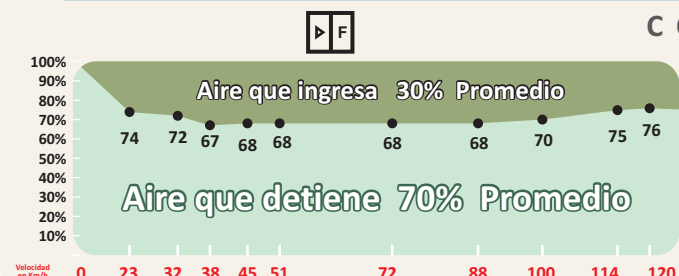 F
C
100%
90%
80%
70%
60%
50%
40%
30%
20%
10%
Aire que ingresa 30% Promedio
74 72 67 68 68 68 68 70 75 76
Aire que detiene 70% Promedio
Velocidad
en Km/h
0 23 32 38 45 51 72 88 100 114 120